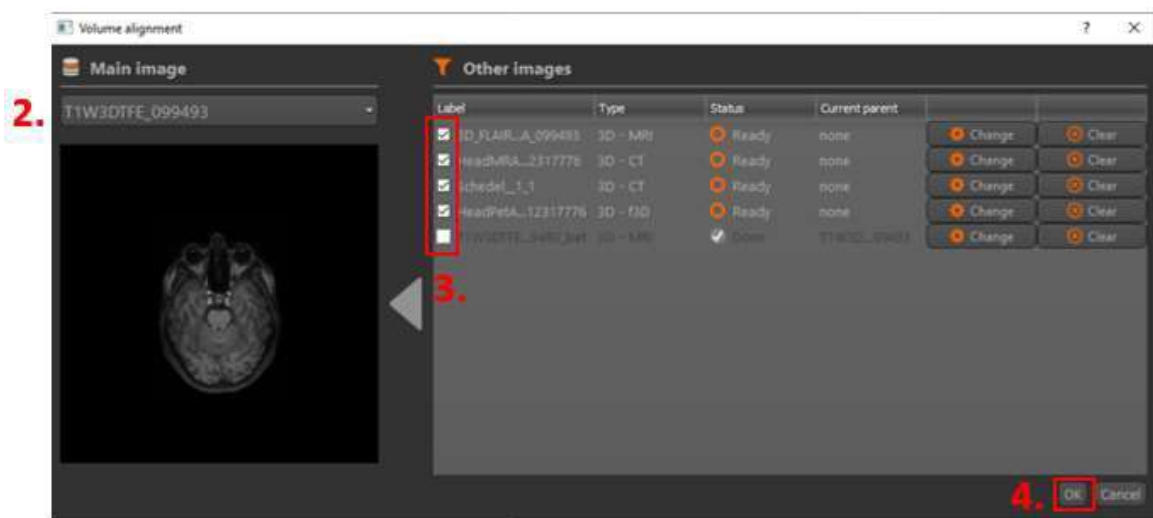 Volume alignment ? ×
Main image
Other images
2.
T1W3DTFE_099493
Label Type Status Current parent
3D_FLAIR...A_099493 3D - MRI Ready none Change Clear
HeadMRA...2317776 3D - CT Ready none Change Clear
Schedel__1_1 3D - CT Ready none Change Clear
HeadPetA...12317776 3D - f3D Ready none Change Clear
3D - MRI Done Change Clear
3.
4.
OK Cancel